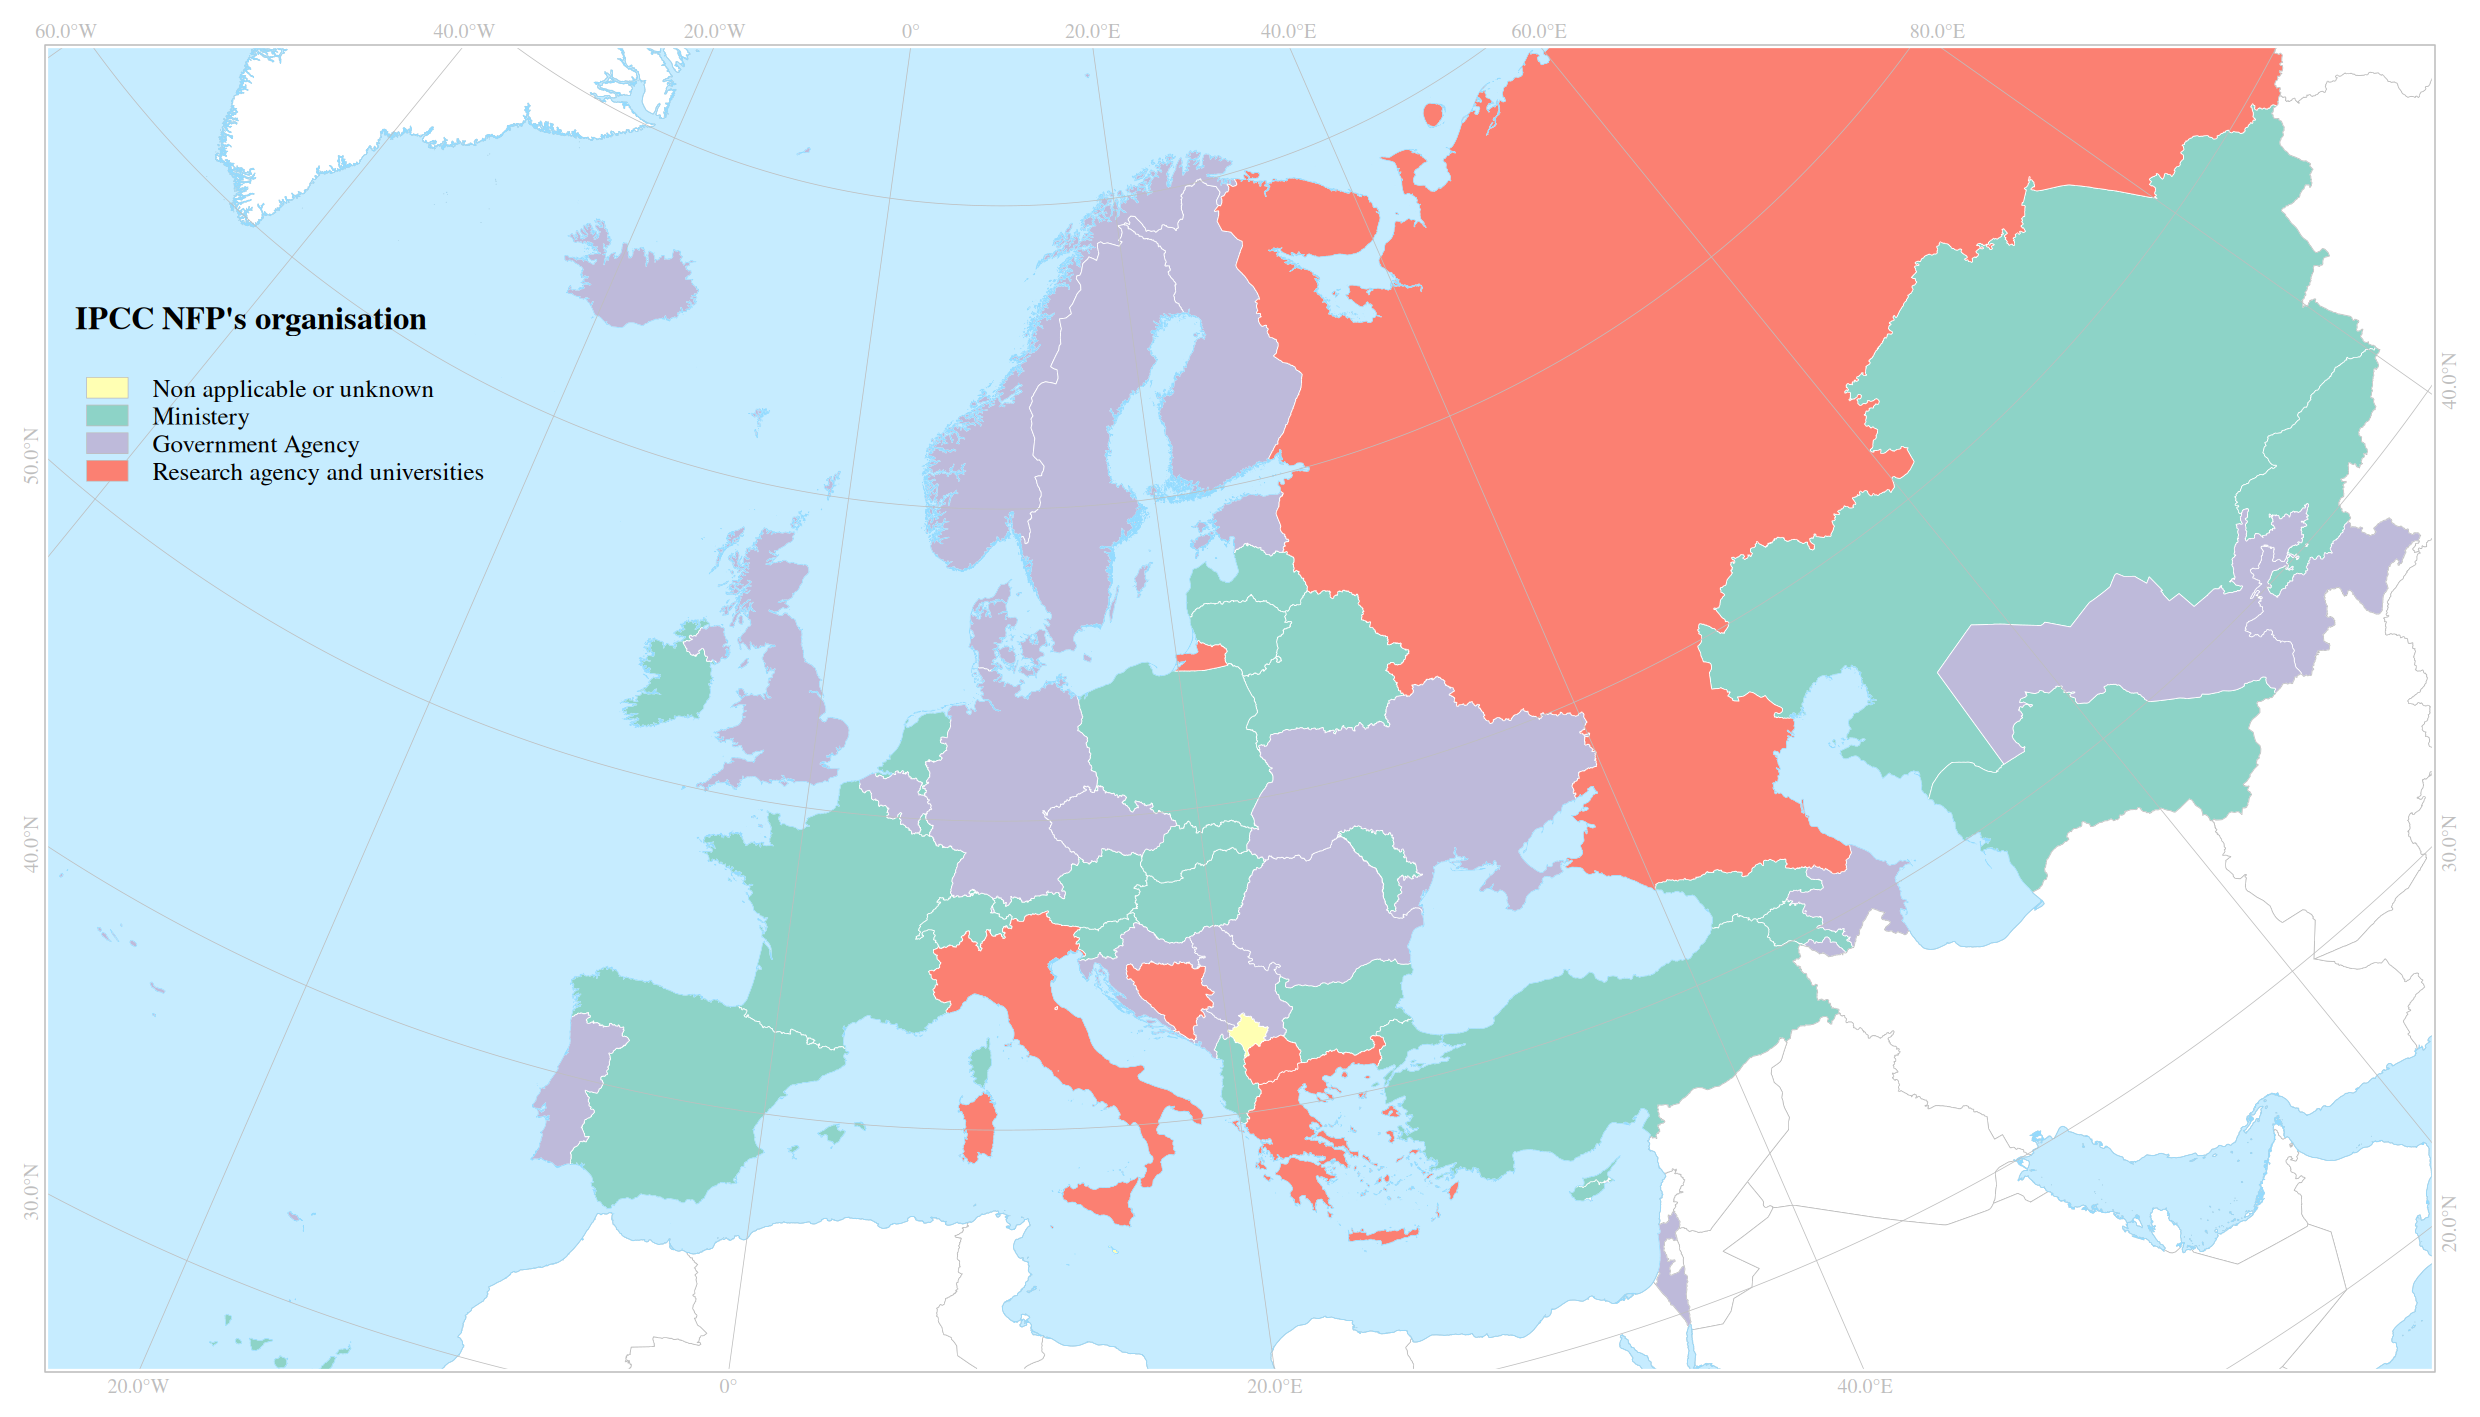 60.0°W 40.0°W 20.0°W 0° 20.0°E 40.0°E 60.0°E 80.0°E
IPCC NFP's organisation
Non applicable or unknown
Ministery
Government Agency
Research agency and universities
50.0°N
40.0°N
30.0°N
40.0°N
30.0°N
20.0°N
20.0°W 0° 20.0°E 40.0°E